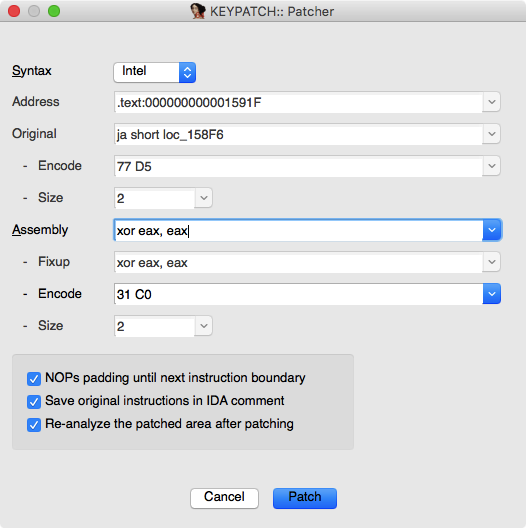 KEYPATCH:: Patcher
Syntax Intel
Address .text:000000000001591F
Original ja short loc_158F6
- Encode 77 D5
- Size 2
Assembly xor eax, eax
- Fixup xor eax, eax
- Encode 31 C0
- Size 2
NOPs padding until next instruction boundary
Save original instructions in IDA comment
Re-analyze the patched area after patching
Cancel Patch